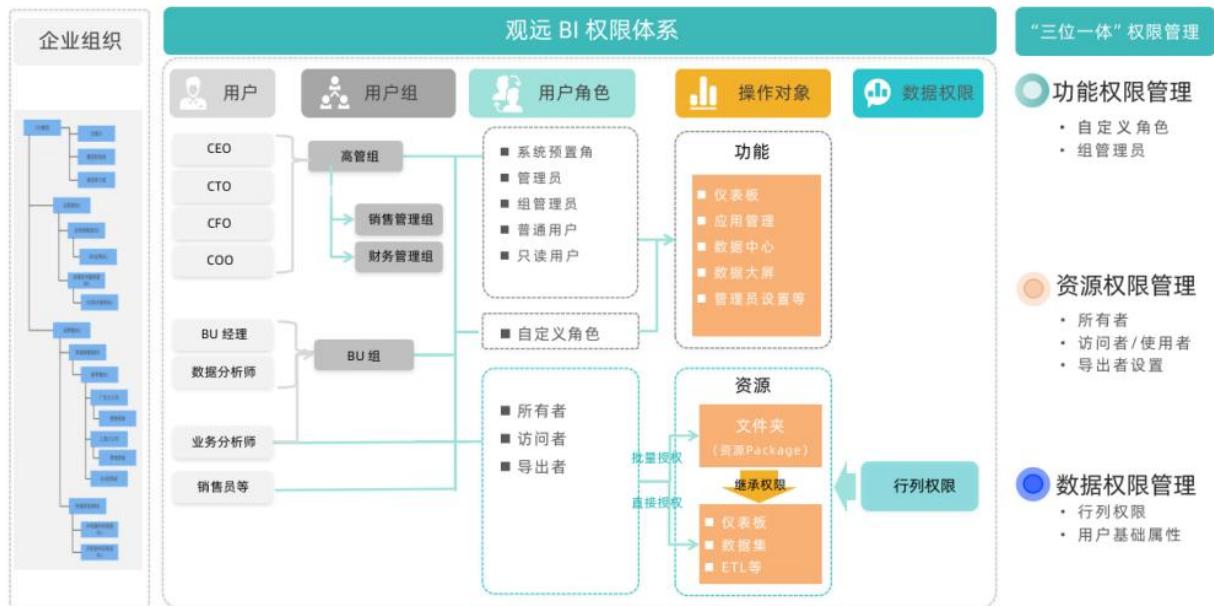 企业组织
观远 BI 权限体系
“三位一体” 权限管理
用户
用户组
用户角色
操作对象
数据权限
CEO
CTO
CFO
COO
BU 经理
数据分析师
业务分析师
销售员等
高管组
销售管理组
财务管理组
BU 组
■ 系统预置角
■ 管理员
■ 组管理员
■ 普通用户
■ 只读用户
■ 自定义角色
■ 所有者
■ 访问者
■ 导出者
功能
■ 仪表板
■ 应用管理
■ 数据中心
■ 数据大屏
■ 管理员设置等
批量授权
直接授权
资源
文件夹
(资源Package)
继承权限
■ 仪表板
■ 数据集
■ ETL等
行列权限
功能权限管理
• 自定义角色
• 组管理员
资源权限管理
• 所有者
• 访问者/使用者
• 导出者设置
数据权限管理
• 行列权限
• 用户基础属性